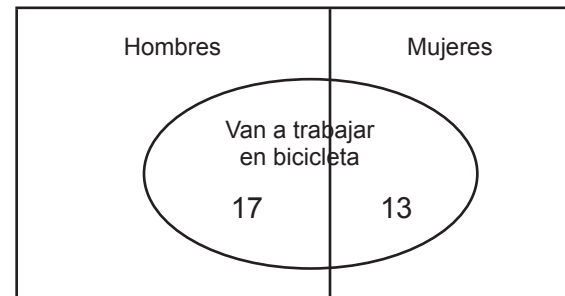 Hombres Mujeres
Van a trabajar
en bicicleta
17 13